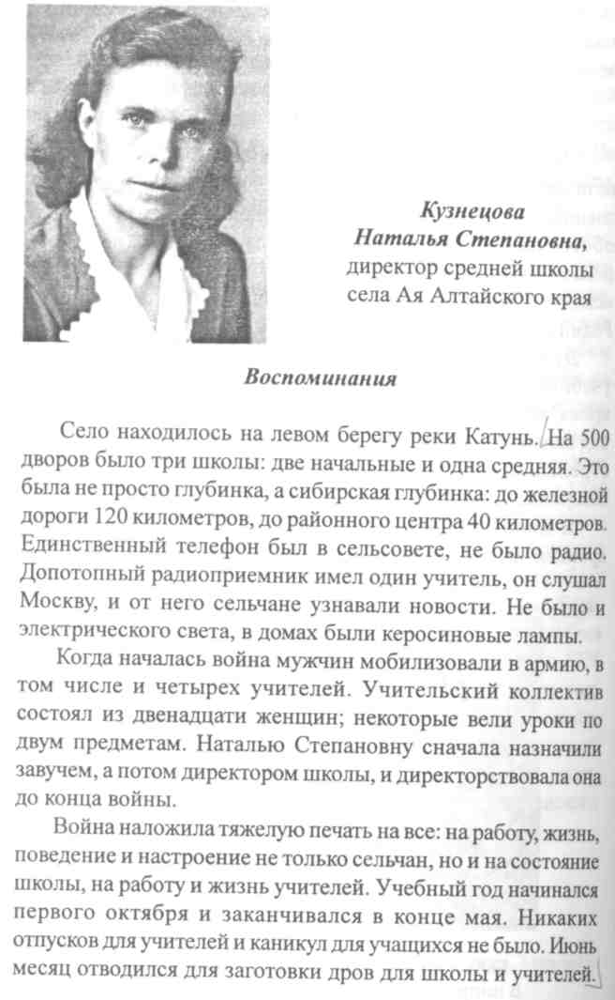 Кузнецова
Наталья Степановна,
директор средней школы
села Ая Алтайского края
Воспоминания
Село находилось на левом берегу реки Катунь. На 500
дворов было три школы: две начальные и одна средняя. Это
была не просто глубинка, а сибирская глубинка: до железной
дороги 120 километров, до районного центра 40 километров.
Единственный телефон был в сельсовете, не было радио.
Допотопный радиоприемник имел один учитель, он слушал
Москву, и от него сельчане узнавали новости. Не было и
электрического света, в домах были керосиновые лампы.
Когда началась война мужчин мобилизовали в армию, в
том числе и четырех учителей. Учительский коллектив
состоял из двенадцати женщин; некоторые вели уроки по
двум предметам. Наталью Степановну сначала назначили
завучем, а потом директором школы, и директорствовала она
до конца войны.
Война наложила тяжелую печать на все: на работу, жизнь,
поведение и настроение не только сельчан, но и на состояние
школы, на работу и жизнь учителей. Учебный год начинался
первого октября и заканчивался в конце мая. Никаких
отпусков для учителей и каникул для учащихся не было. Июнь
месяц отводился для заготовки дров для школы и учителей.